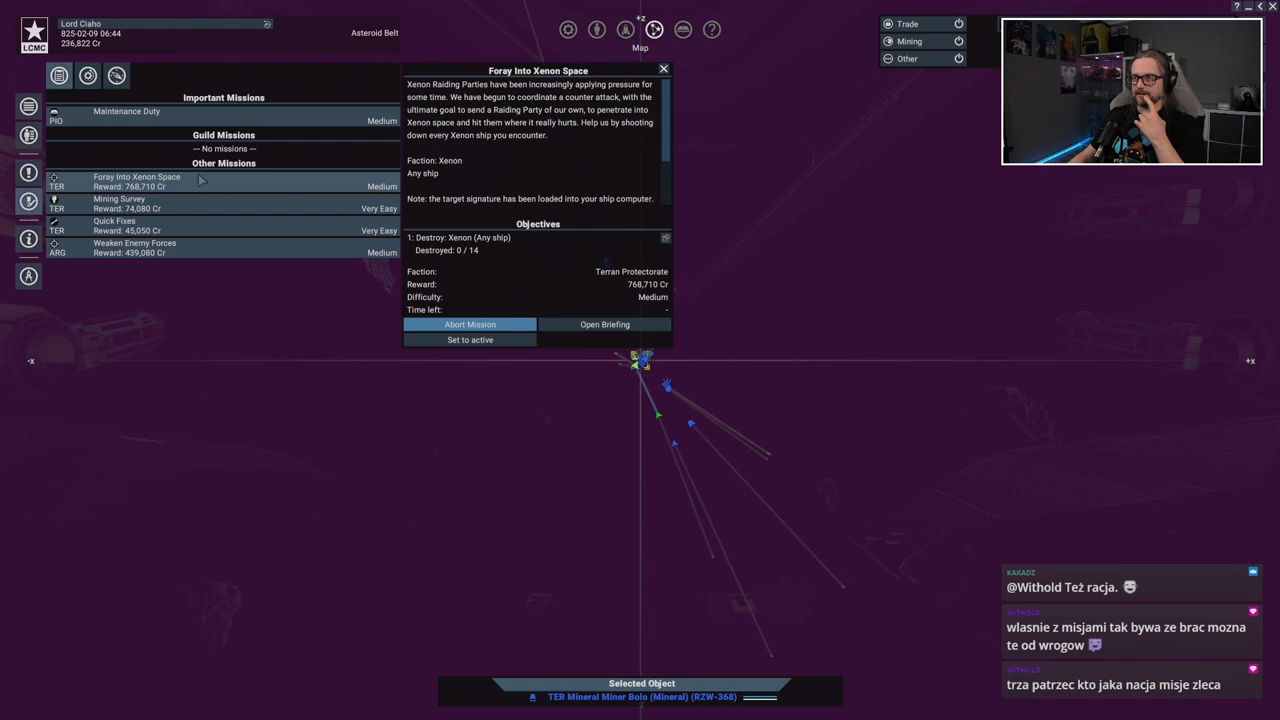 Lord Ciaho
825-02-09 06:44
236,822 Cr
LCMC
Asteroid Belt
+z
Map
Trade
Mining
Other
Important Missions
Maintenance Duty
PIO Medium
Guild Missions
--- No missions ---
Other Missions
Foray Into Xenon Space
TER Reward: 768,710 Cr Medium
Mining Survey
TER Reward: 74,080 Cr Very Easy
Quick Fixes
TER Reward: 45,050 Cr Very Easy
Weaken Enemy Forces
ARG Reward: 439,080 Cr Medium
Foray Into Xenon Space
Xenon Raiding Parties have been increasingly applying pressure for
some time. We have begun to coordinate a counter attack, with the
ultimate goal to send a Raiding Party of our own, to penetrate into
Xenon space and hit them where it really hurts. Help us by shooting
down every Xenon ship you encounter.
Faction: Xenon
Any ship
Note: the target signature has been loaded into your ship computer.
Objectives
1: Destroy: Xenon (Any ship)
Destroyed: 0 / 14
Faction: Terran Protectorate
Reward: 768,710 Cr
Difficulty: Medium
Time left: -
Abort Mission Open Briefing
Set to active
-x
+x
KAKADZ
@Withold Też racja.
WITHOLD
wlasnie z misjami tak bywa ze brac mozna
te od wrogow
WITHOLD
trza patrzec kto jaka nacja misje zleca
Selected Object
TER Mineral Miner Bolo (Mineral) (RZW-368)
-z